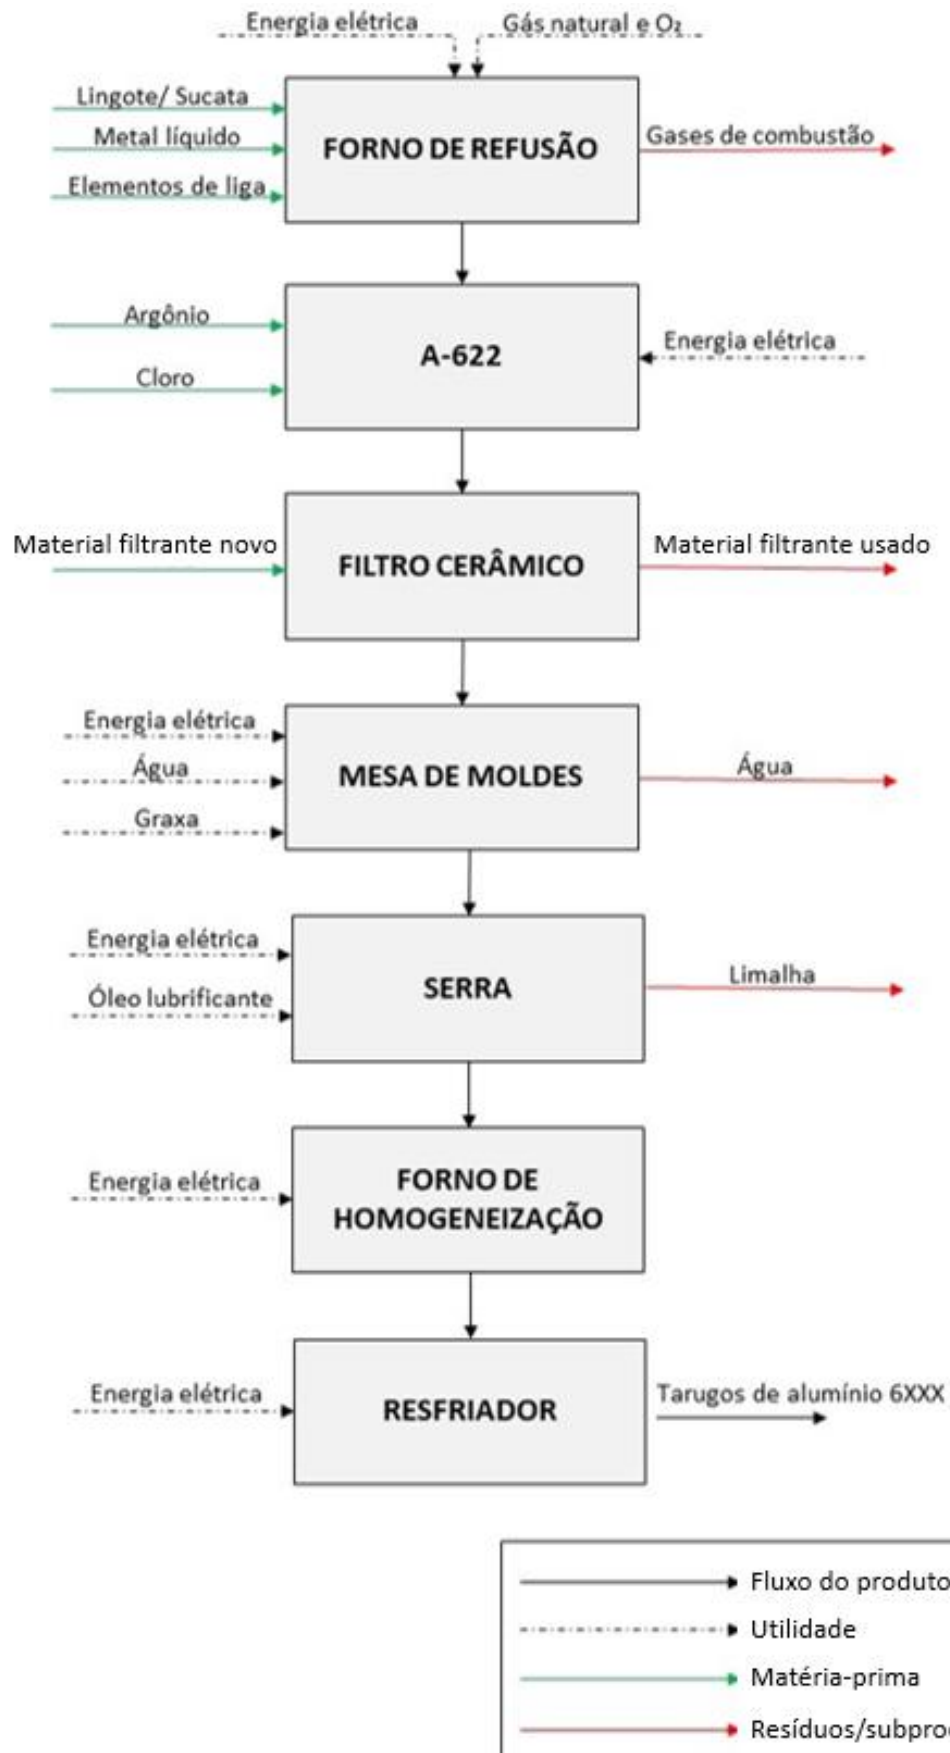 Energia elétrica
Gás natural e O₂
Lingote/ Sucata
Metal líquido
Elementos de liga
FORNO DE REFUSÃO
Gases de combustão
Argônio
Cloro
A-622
Energia elétrica
Material filtrante novo
FILTRO CERÂMICO
Material filtrante usado
Energia elétrica
Água
Graxa
MESA DE MOLDES
Água
Energia elétrica
Óleo lubrificante
SERRA
Limalha
Energia elétrica
FORNO DE
HOMOGENEIZAÇÃO
Energia elétrica
RESFRIADOR
Tarugos de alumínio 6XXX
Fluxo do produto
Utilidade
Matéria-prima
Resíduos/subprod